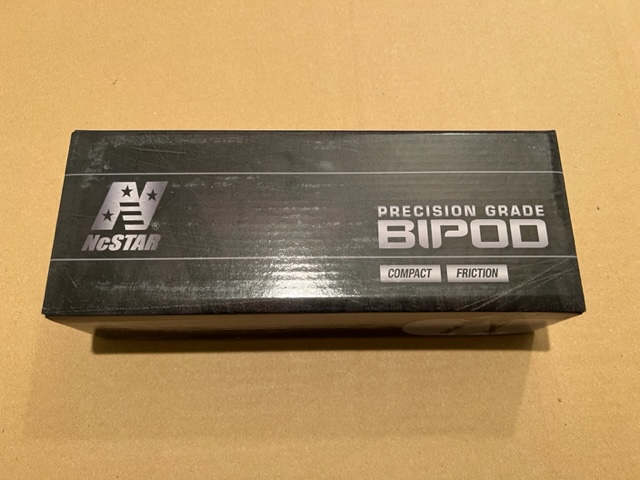 NcSTAR
®
PRECISION GRADE
BIPOD
COMPACT FRICTION